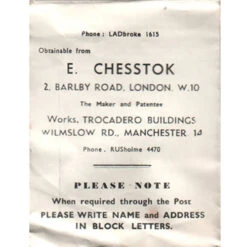 Phone: LADbroke 1615
Obtainable from
E. CHESSTOK
2, BARLBY ROAD, LONDON, W.10
The Maker and Patentee
Works, TROCADERO BUILDINGS
WILMSLOW RD., MANCHESTER, 14
Phone, RUSholme 4470
PLEASE NOTE
When required through the Post
PLEASE WRITE NAME and ADDRESS
IN BLOCK LETTERS.